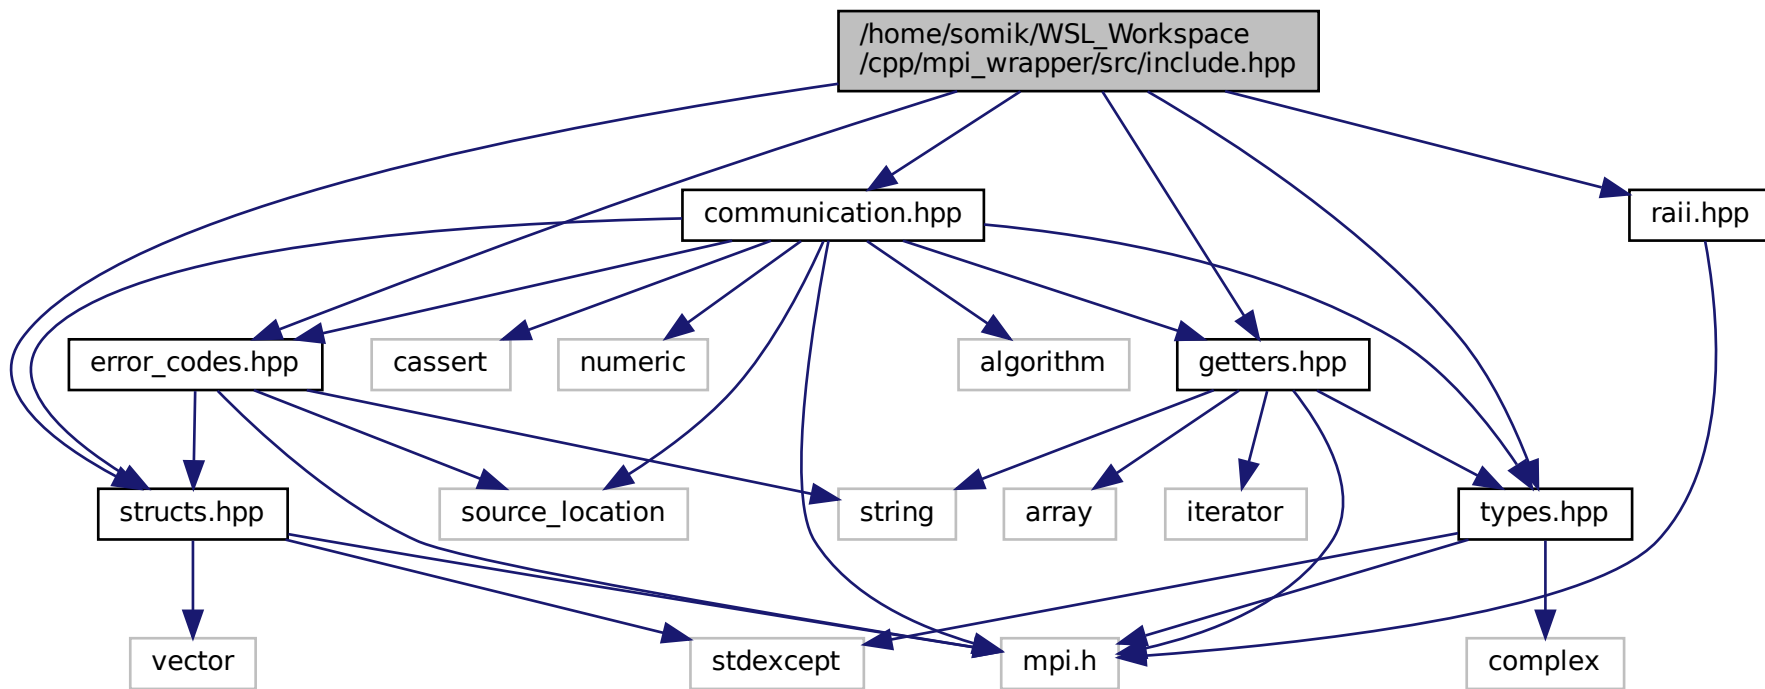 /home/somik/WSL_Workspace
/cpp/mpi_wrapper/src/include.hpp
communication.hpp
raii.hpp
error_codes.hpp
cassert
numeric
algorithm
getters.hpp
structs.hpp
source_location
string
array
iterator
types.hpp
vector
stdexcept
mpi.h
complex